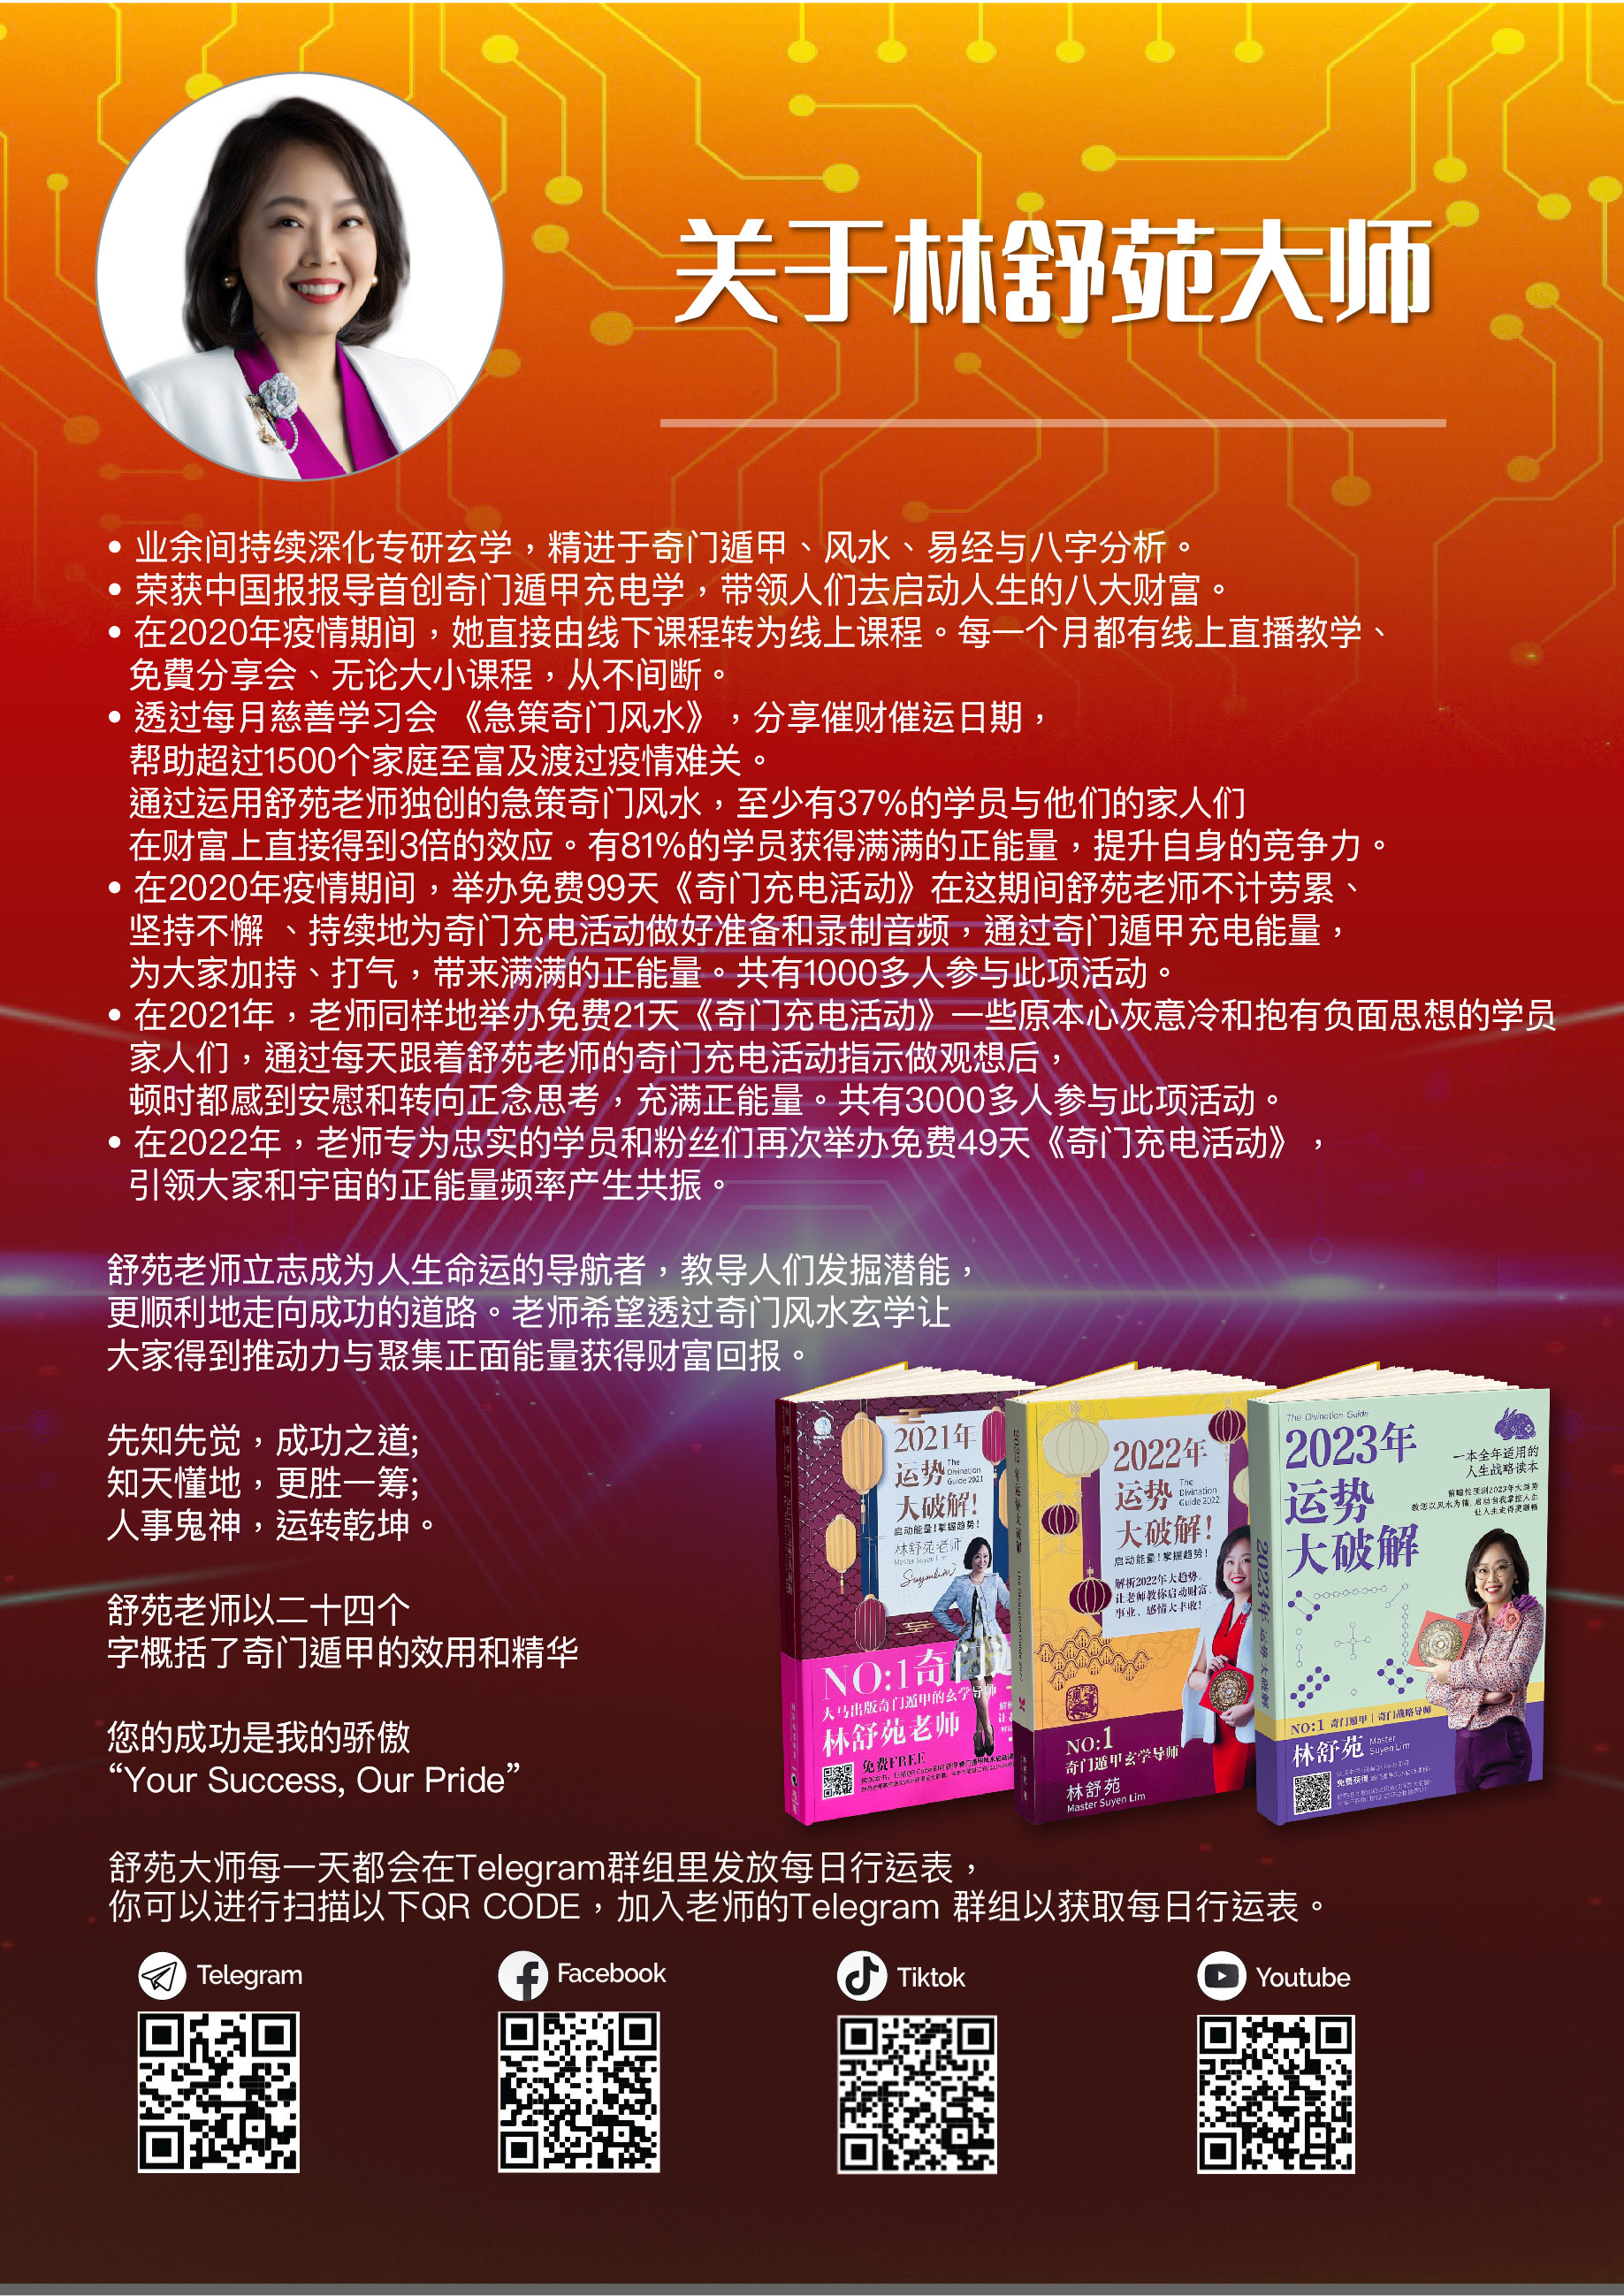 关于林舒苑大师
• 业余间持续深化专研玄学，精进于奇门遁甲、风水、易经与八字分析。
• 荣获中国报报导首创奇门遁甲充电学，带领人们去启动人生的八大财富。
• 在2020年疫情期间，她直接由线下课程转为线上课程。每一个月都有线上直播教学、
免費分享会、无论大小课程，从不间断。
• 透过每月慈善学习会 《急策奇门风水》，分享催财催运日期，
帮助超过1500个家庭至富及渡过疫情难关。
通过运用舒苑老师独创的急策奇门风水，至少有37%的学员与他们的家人们
在财富上直接得到3倍的效应。有81%的学员获得满满的正能量，提升自身的竞争力。
• 在2020年疫情期间，举办免费99天《奇门充电活动》在这期间舒苑老师不计劳累、
坚持不懈 、持续地为奇门充电活动做好准备和录制音频，通过奇门遁甲充电能量，
为大家加持、打气，带来满满的正能量。共有1000多人参与此项活动。
• 在2021年，老师同样地举办免费21天《奇门充电活动》一些原本心灰意冷和抱有负面思想的学员
家人们，通过每天跟着舒苑老师的奇门充电活动指示做观想后，
顿时都感到安慰和转向正念思考，充满正能量。共有3000多人参与此项活动。
• 在2022年，老师专为忠实的学员和粉丝们再次举办免费49天《奇门充电活动》，
引领大家和宇宙的正能量频率产生共振。
舒苑老师立志成为人生命运的导航者，教导人们发掘潜能，
更顺利地走向成功的道路。老师希望透过奇门风水玄学让
大家得到推动力与聚集正面能量获得财富回报。
先知先觉，成功之道;
知天懂地，更胜一筹;
人事鬼神，运转乾坤。
舒苑老师以二十四个
字概括了奇门遁甲的效用和精华
您的成功是我的骄傲
“Your Success, Our Pride”
2021年
运势 The Divination Guide 2021
大破解!
启动能量!掌握趋势!
林舒苑老师
Master Suyen Lim
NO:1奇门
大马出版奇门遁甲的玄学导师
林舒苑老师
免费FREE
2022年
运势 The Divination Guide 2022
大破解!
启动能量!掌握趋势!
解析2022年大趋势。
让老师教你启动财富、
事业、感情大丰收!
NO:1
奇门遁甲玄学导师
林舒苑
Master Suyen Lim
The Divination Guide
2023年
运势
大破解
一本全年适用的
人生战略读本
前瞻性预测2023年大趋势
让人生走得更顺畅
2023年 运势 大破解
NO:1 奇门遁甲 | 奇门战略导师
林舒苑 Master Suyen Lim
免费获得
舒苑大师每一天都会在Telegram群组里发放每日行运表，
你可以进行扫描以下QR CODE，加入老师的Telegram 群组以获取每日行运表。
Telegram
Facebook
Tiktok
Youtube